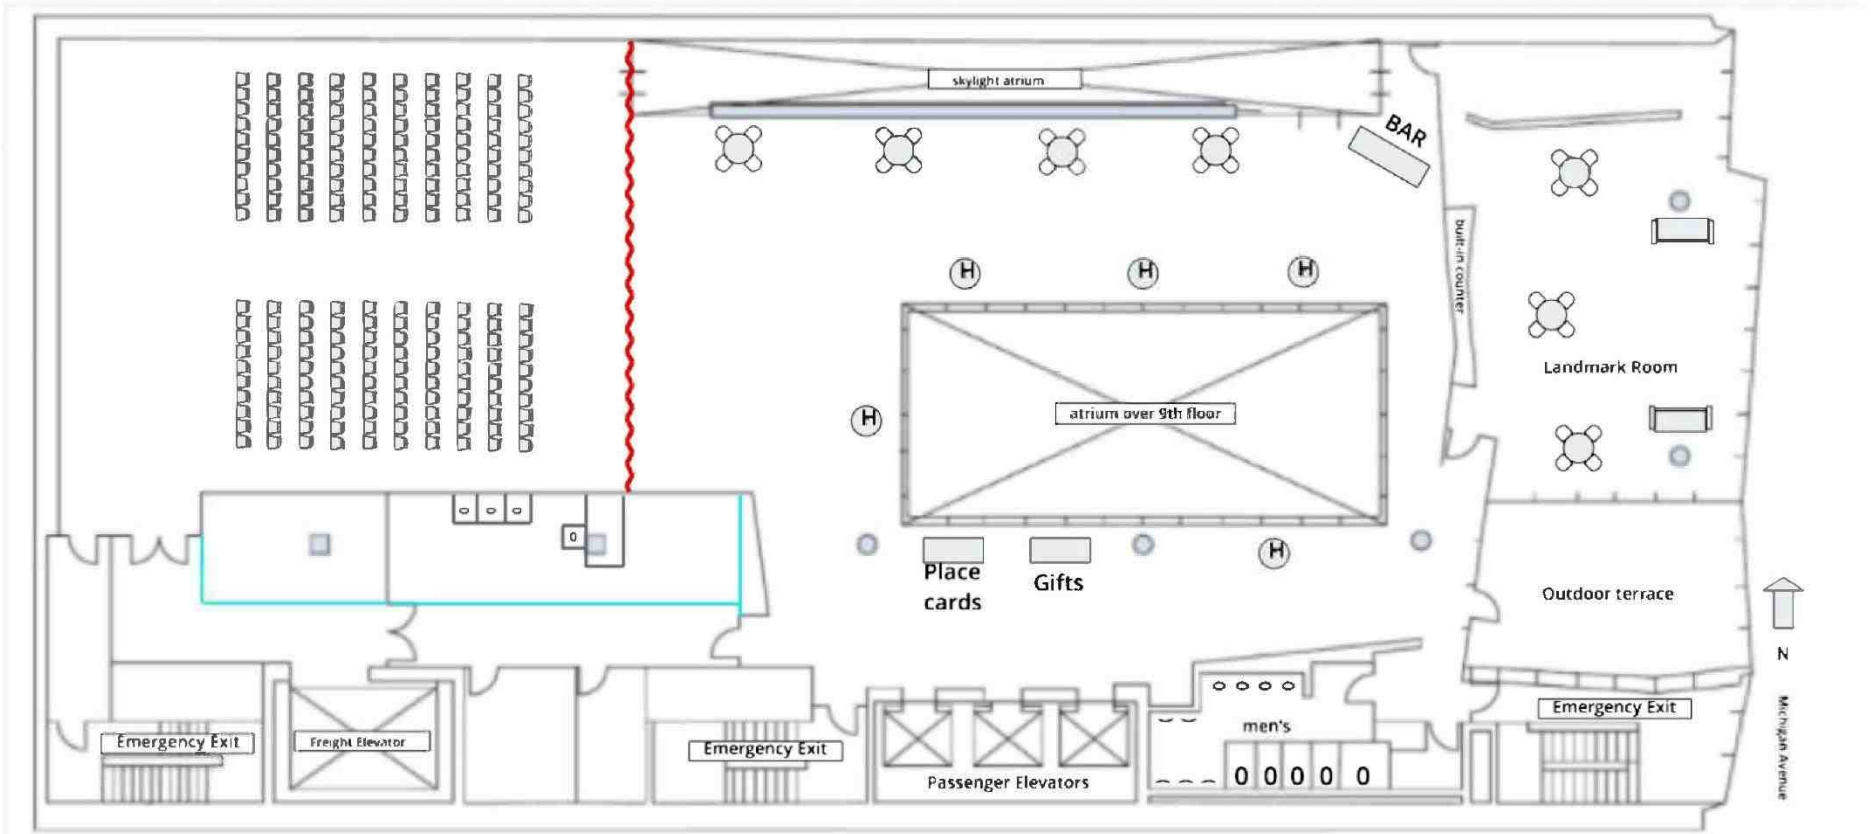 skylight atrium
BAR
built-in counter
H
H
H
Landmark Room
H
atrium over 9th floor
H
Place
cards
Gifts
Outdoor terrace
N
Michigan Avenue
Emergency Exit
men's
Emergency Exit
Freight Elevator
Emergency Exit
Passenger Elevators